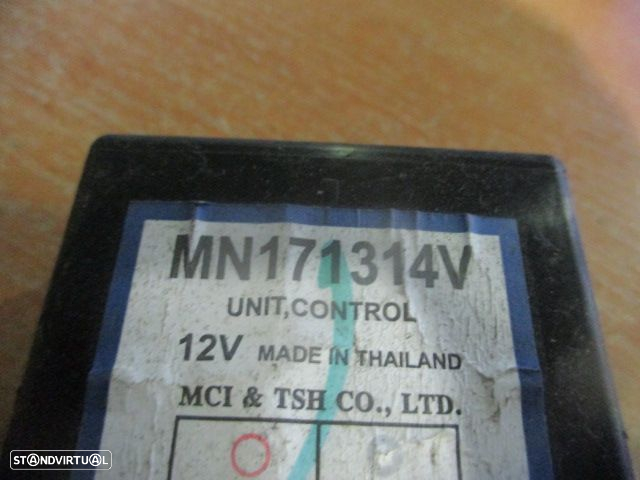 MN171314V
UNIT,CONTROL
12V MADE IN THAILAND
MCI & TSH CO., LTD.
STANDVIRTUAL